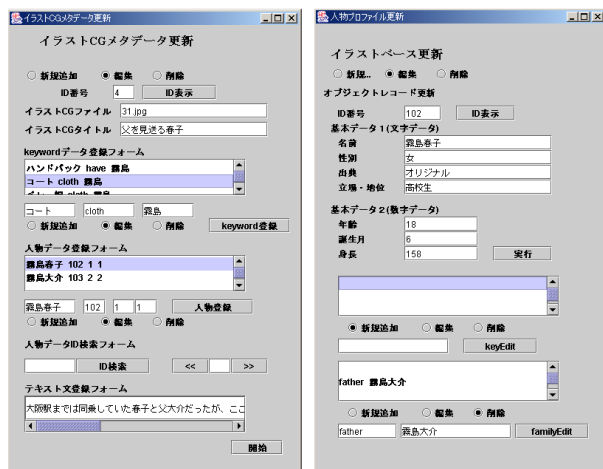 イラストCGメタデータ更新
イラストCGメタデータ更新
新規追加 編集 削除
ID番号 4 ID表示
イラストCGファイル 31.jpg
イラストCGタイトル 父を見送る春子
keywordデータ登録フォーム
ハンドバック have 霧島
コート cloth 霧島
コート cloth 霧島
新規追加 編集 削除 keyword登録
人物データ登録フォーム
霧島春子 102 1 1
霧島大介 103 2 2
霧島春子 102 1 1 人物登録
新規追加 編集 削除
人物データID検索フォーム
ID検索 << >>
テキスト文登録フォーム
大阪駅までは同乗していた春子と父大介だったが、ここ
開始
人物プロファイル更新
イラストベース更新
新規... 編集 削除
オブジェクトレコード更新
ID番号 102 ID表示
基本データ1(文字データ)
名前 霧島春子
性別 女
出典 オリジナル
立場・地位 高校生
基本データ2(数字データ)
年齢 18
誕生月 6
身長 158 実行
新規追加 編集 削除
keyEdit
father 霧島大介
新規追加 編集 削除
father 霧島大介 familyEdit